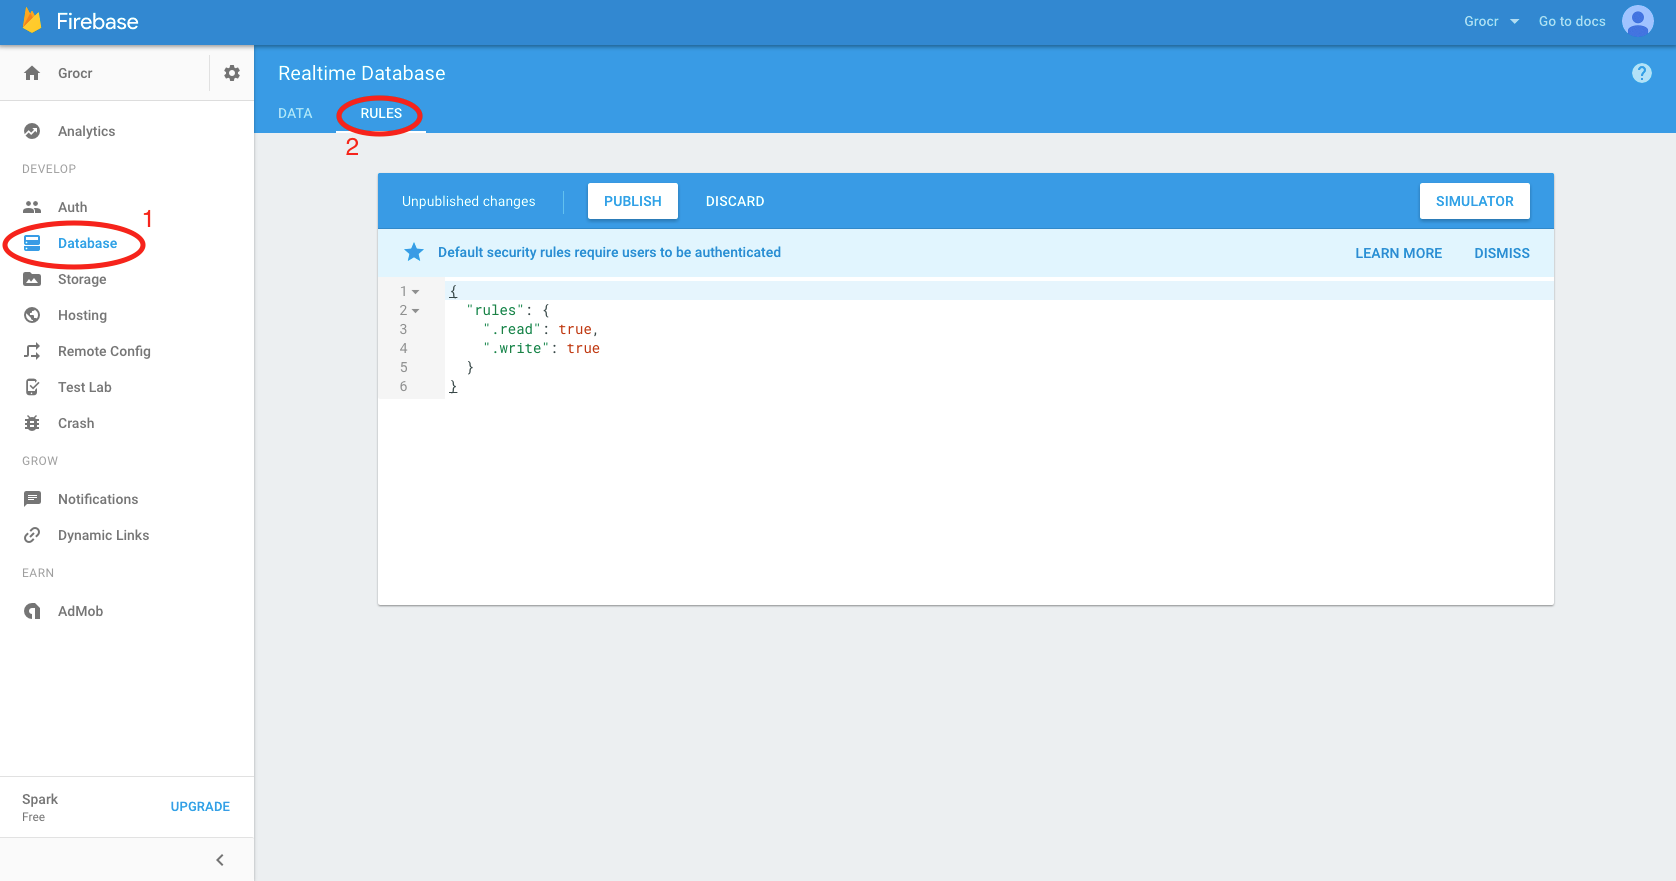 Firebase
Grocr
Go to docs
Grocr
Realtime Database
DATA
RULES
2
Analytics
DEVELOP
Auth
1
Database
Storage
Hosting
Remote Config
Test Lab
Crash
GROW
Notifications
Dynamic Links
EARN
AdMob
Spark
Free
UPGRADE
Unpublished changes
PUBLISH
DISCARD
SIMULATOR
Default security rules require users to be authenticated
LEARN MORE
DISMISS
1 {
2 "rules": {
3 ".read": true,
4 ".write": true
5 }
6 }